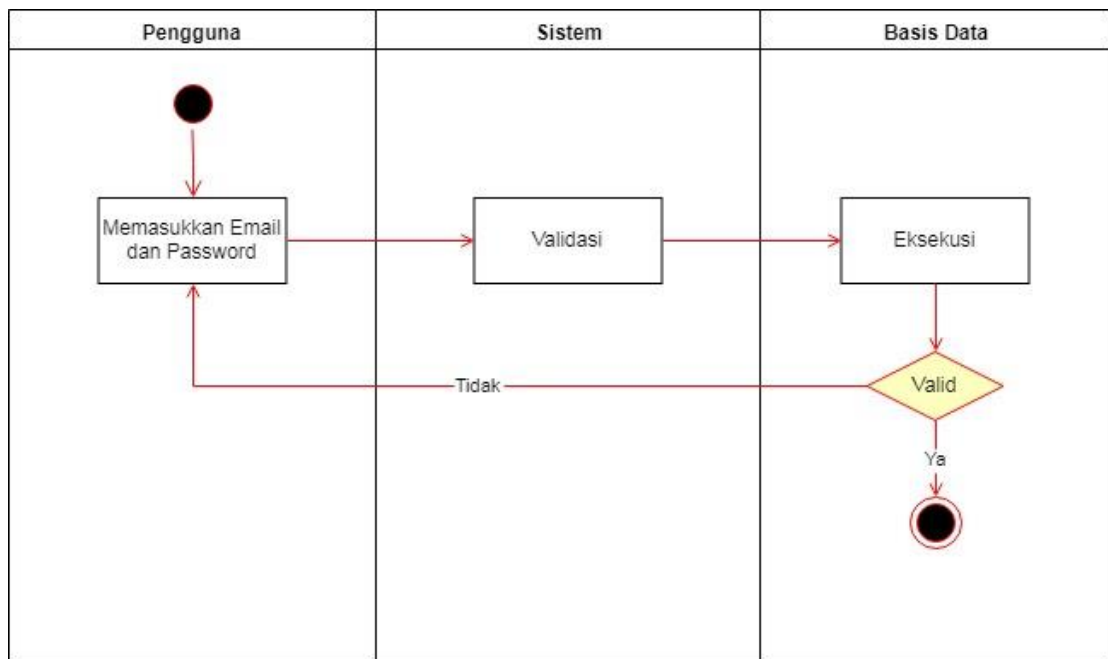 Pengguna
Sistem
Basis Data
Memasukkan Email
dan Password
Validasi
Eksekusi
Tidak
Valid
Ya